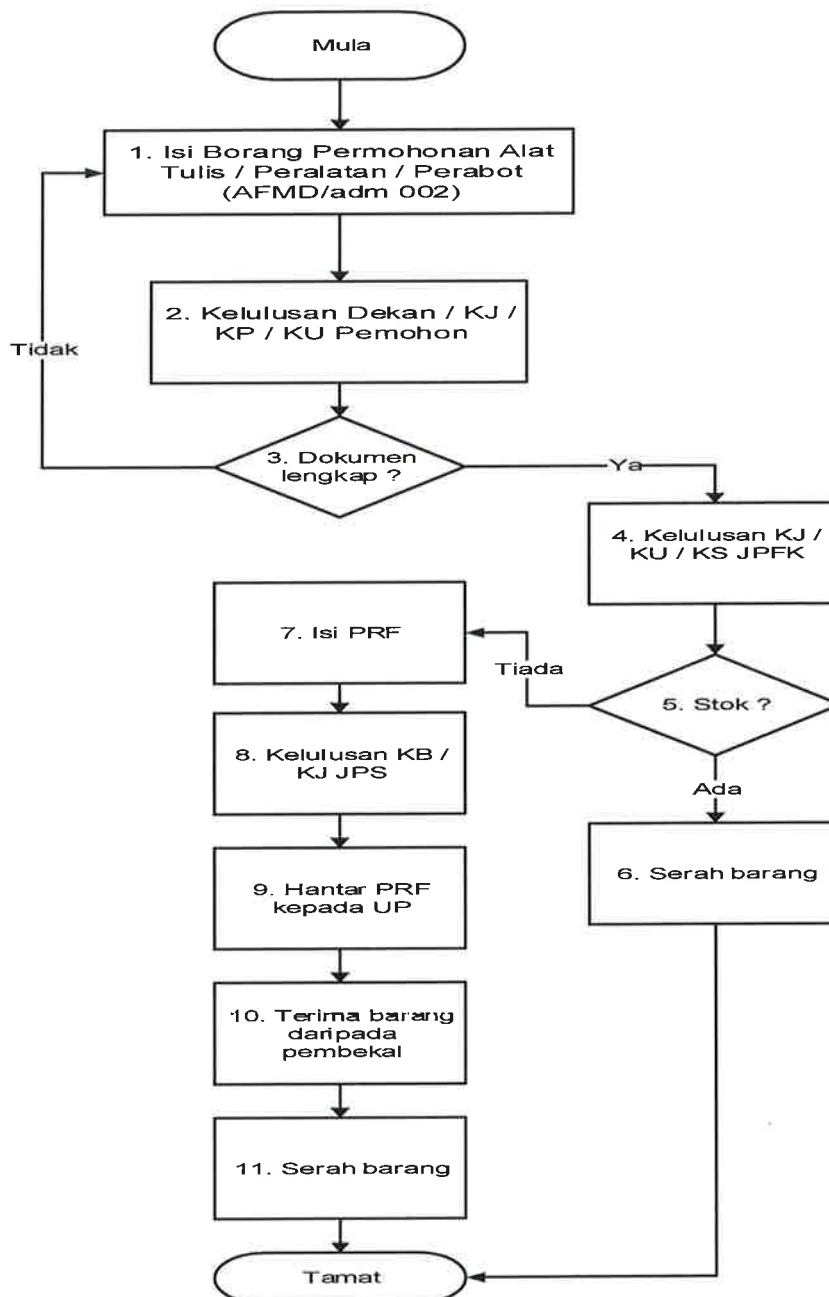 Mula
1. Isi Borang Permohonan Alat
Tulis / Peralatan / Perabot
(AFMD/adm 002)
2. Kelulusan Dekan / KJ /
KP / KU Pemohon
Tidak
3. Dokumen
lengkap ?
Ya
4. Kelulusan KJ /
KU / KS JPFK
5. Stok ?
Tiada
Ada
6. Serah barang
7. Isi PRF
8. Kelulusan KB /
KJ JPS
9. Hantar PRF
kepada UP
10. Terima barang
daripada
pembekal
11. Serah barang
Tamat